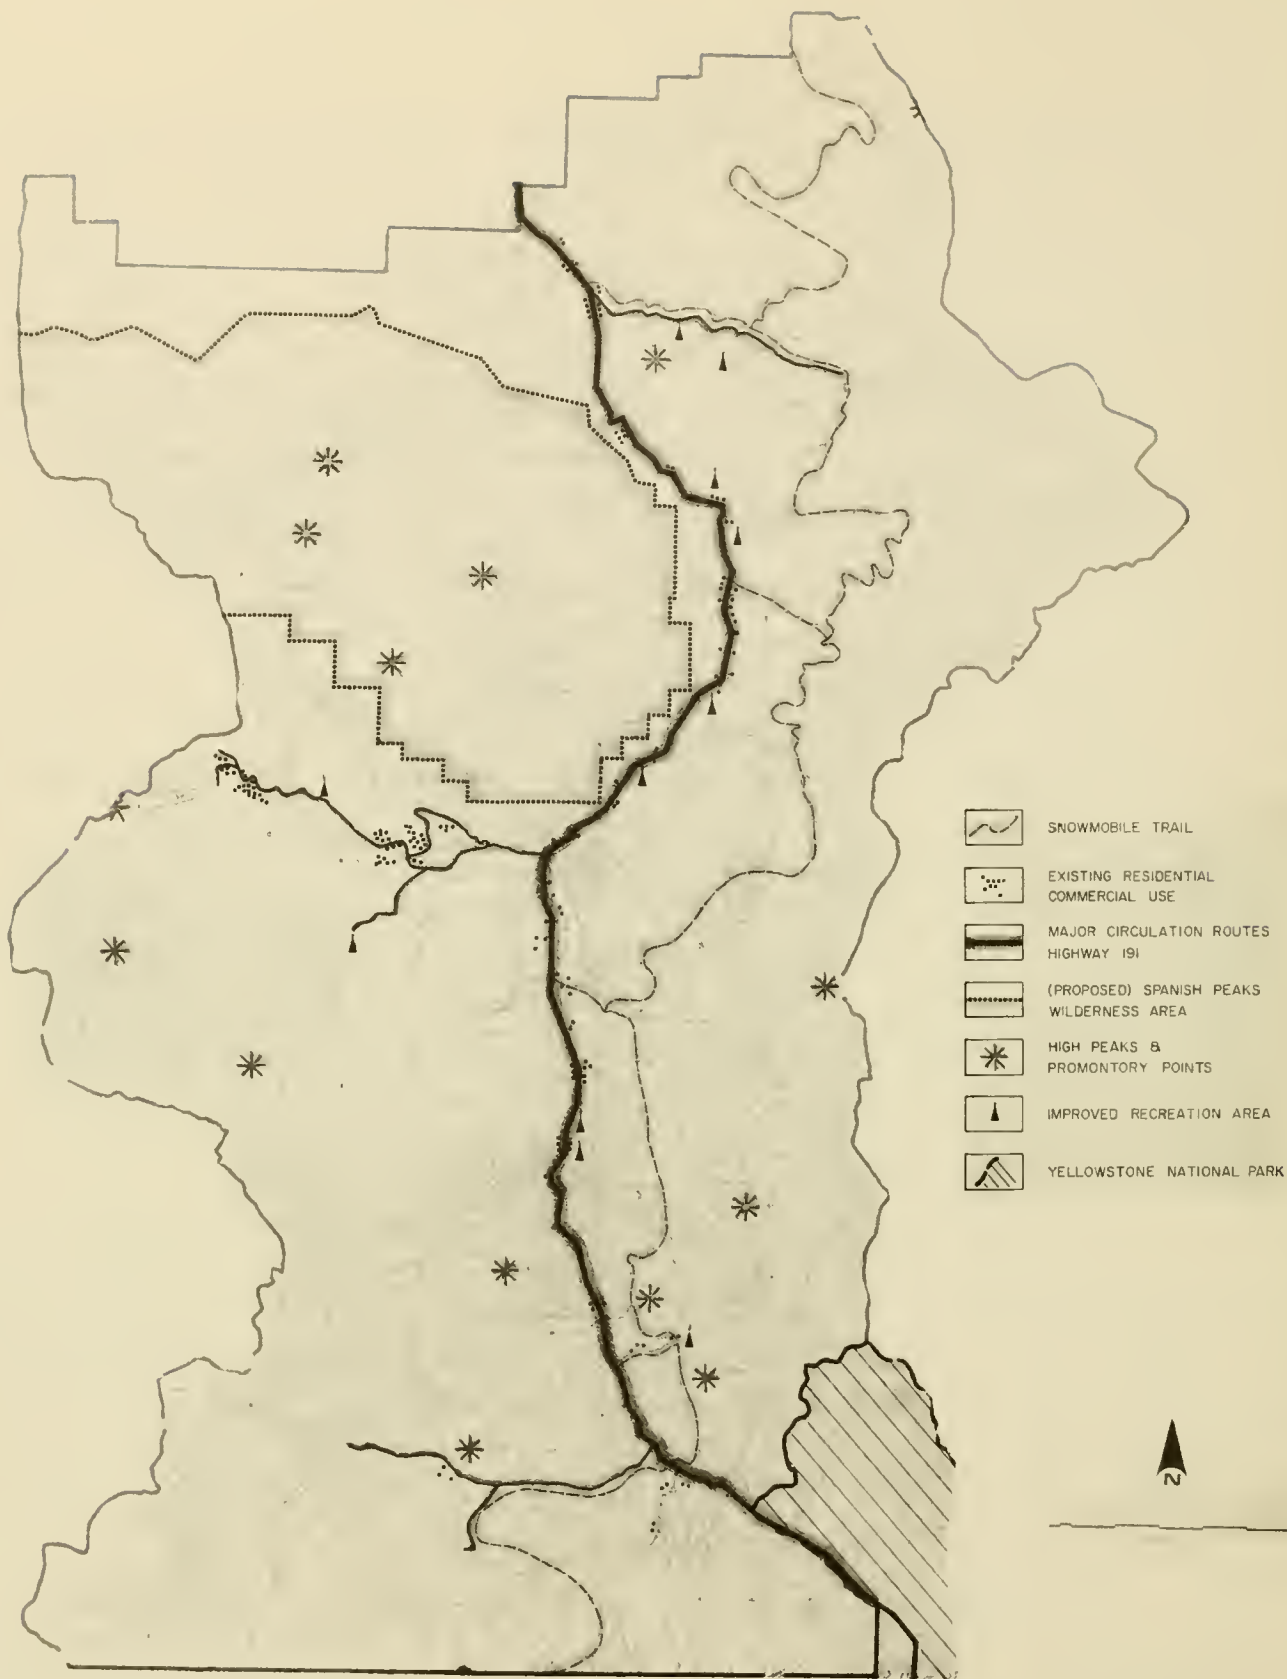 SNOWMOBILE TRAIL
EXISTING RESIDENTIAL
COMMERCIAL USE
MAJOR CIRCULATION ROUTES
HIGHWAY 191
(PROPOSED) SPANISH PEAKS
WILDERNESS AREA
HIGH PEAKS &
PROMONTORY POINTS
IMPROVED RECREATION AREA
YELLOWSTONE NATIONAL PARK
N